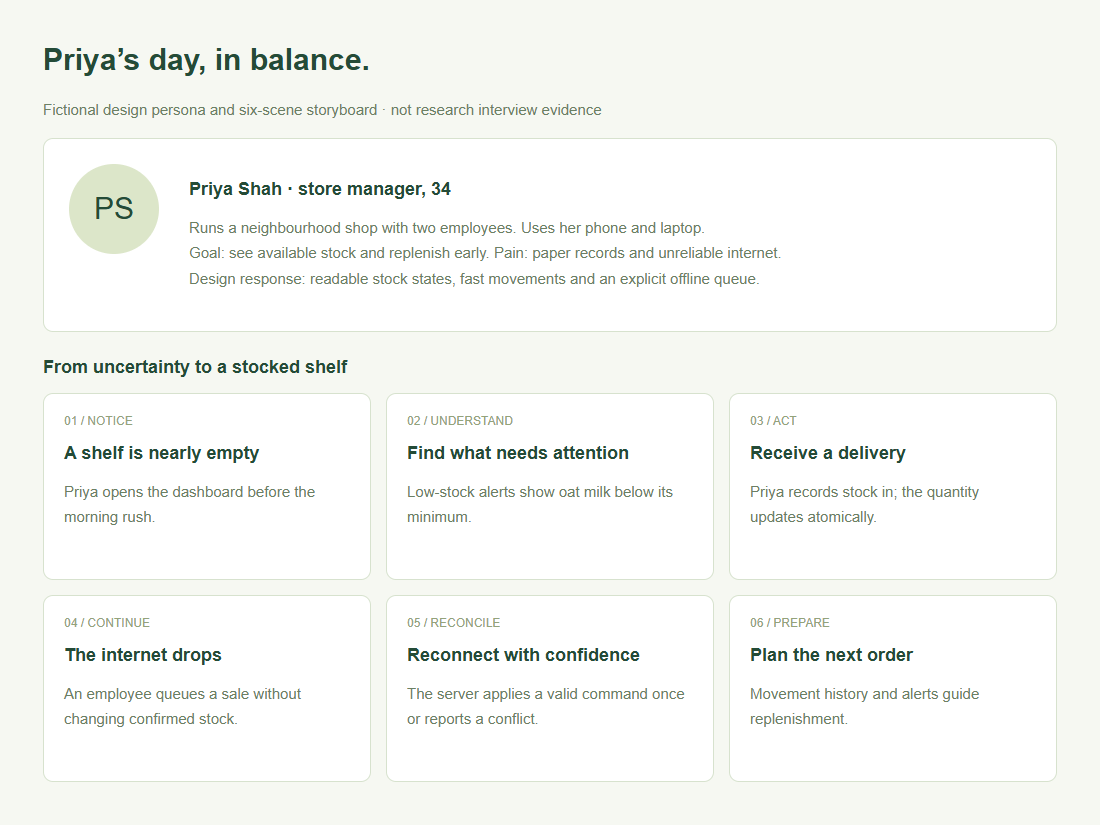 Priya’s day, in balance.
Fictional design persona and six-scene storyboard · not research interview evidence
PS
Priya Shah · store manager, 34
Runs a neighbourhood shop with two employees. Uses her phone and laptop.
Goal: see available stock and replenish early. Pain: paper records and unreliable internet.
Design response: readable stock states, fast movements and an explicit offline queue.
From uncertainty to a stocked shelf
01 / NOTICE
A shelf is nearly empty
Priya opens the dashboard before the
morning rush.
02 / UNDERSTAND
Find what needs attention
Low-stock alerts show oat milk below its
minimum.
03 / ACT
Receive a delivery
Priya records stock in; the quantity
updates atomically.
04 / CONTINUE
The internet drops
An employee queues a sale without
changing confirmed stock.
05 / RECONCILE
Reconnect with confidence
The server applies a valid command once
or reports a conflict.
06 / PREPARE
Plan the next order
Movement history and alerts guide
replenishment.